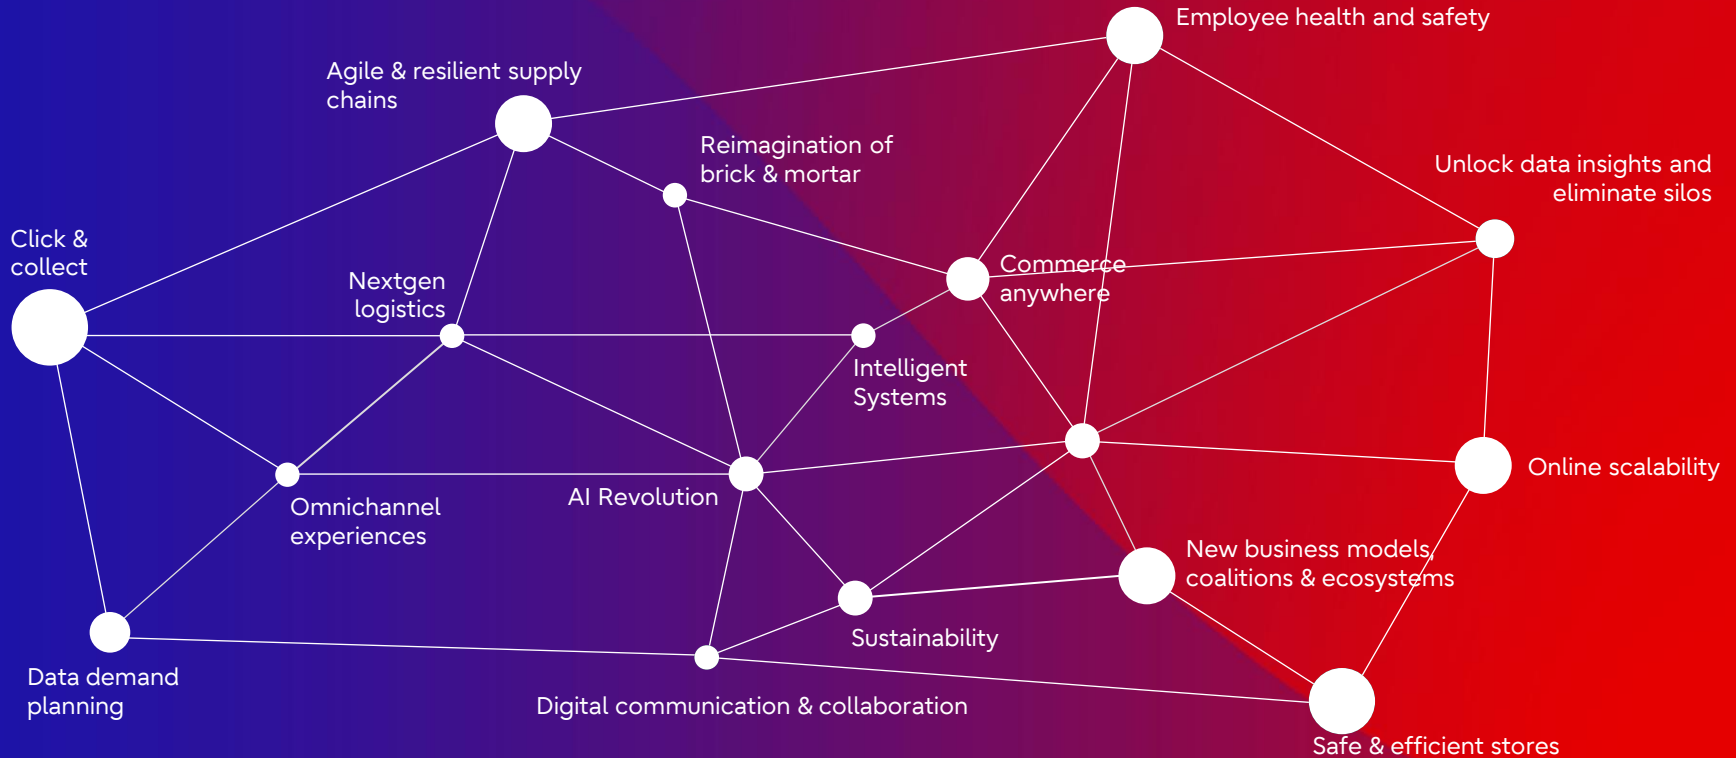 Employee health and safety
Agile & resilient supply
chains
Reimagination of
brick & mortar
Unlock data insights and
eliminate silos
Click &
collect
Nextgen
logistics
Commerce
anywhere
Intelligent
Systems
Online scalability
AI Revolution
Omnichannel
experiences
New business models,
coalitions & ecosystems
Sustainability
Data demand
planning
Digital communication & collaboration
Safe & efficient stores